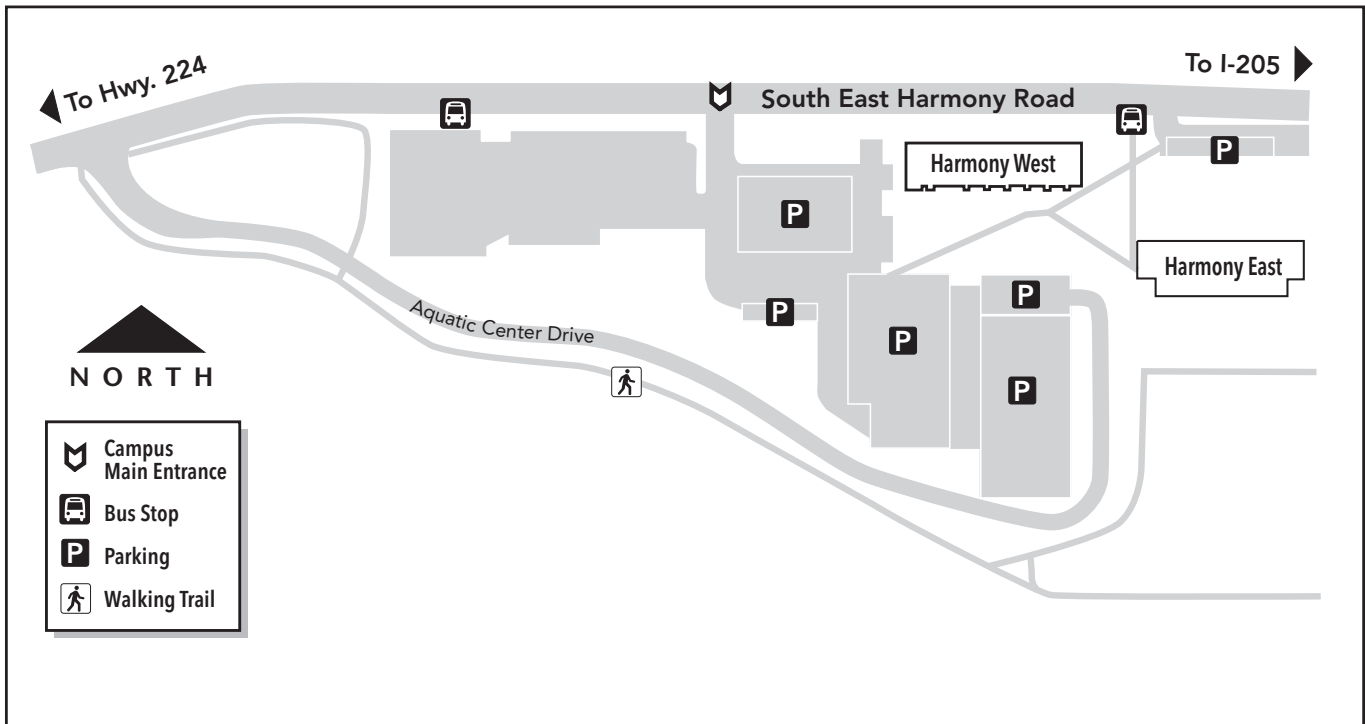 To Hwy. 224
To I-205
South East Harmony Road
P
Harmony West
P
Harmony East
P
P
Aquatic Center Drive
P
P
NORTH
Campus
Main Entrance
Bus Stop
P Parking
Walking Trail